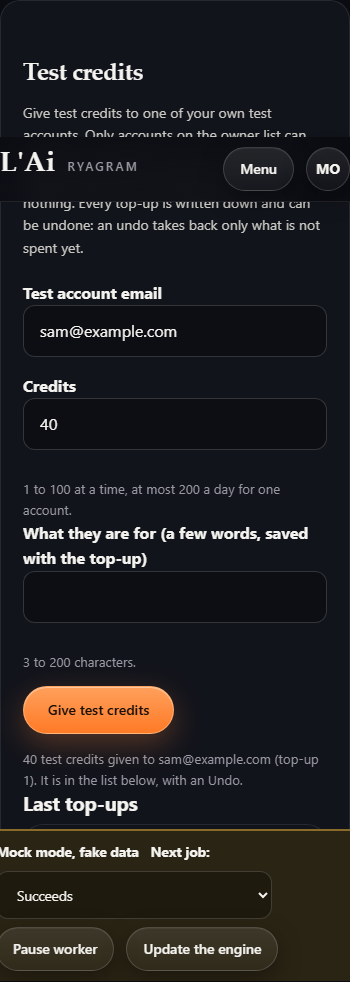 Test credits
Give test credits to one of your own test
accounts. Only accounts on the owner list can
L'Ai RYAGRAM Menu MO
nothing. Every top-up is written down and can
be undone: an undo takes back only what is not
spent yet.
Test account email
sam@example.com
Credits
40
1 to 100 at a time, at most 200 a day for one
account.
What they are for (a few words, saved
with the top-up)
3 to 200 characters.
Give test credits
40 test credits given to sam@example.com (top-up
1). It is in the list below, with an Undo.
Last top-ups
Mock mode, fake data Next job:
Succeeds
Pause worker Update the engine